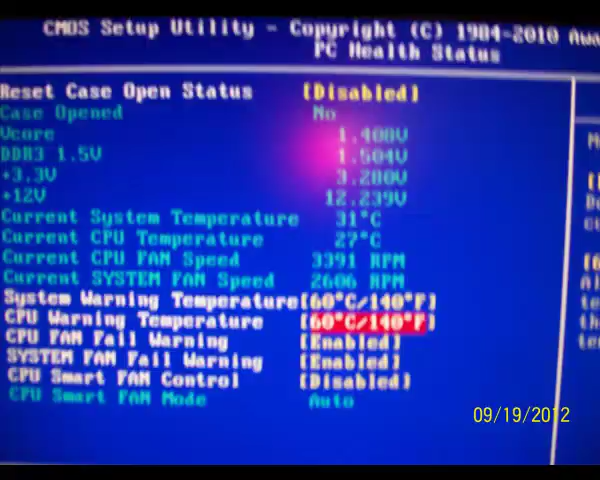 CMOS Setup Utility - Copyright (C) 1984-2010 Awa
PC Health Status
Reset Case Open Status [Disabled]
Case Opened No
Vcore 1.408V
DDR3 1.5V 1.504V
+3.3V 3.280V
+12V 12.239V
Current System Temperature 31°C
Current CPU Temperature 27°C
Current CPU FAN Speed 3391 RPM
Current SYSTEM FAN Speed 2606 RPM
System Warning Temperature [60°C/140°F]
CPU Warning Temperature [60°C/140°F]
CPU FAN Fail Warning [Enabled]
SYSTEM FAN Fail Warning [Enabled]
CPU Smart FAN Control [Disabled]
CPU Smart FAN Mode Auto
09/19/2012